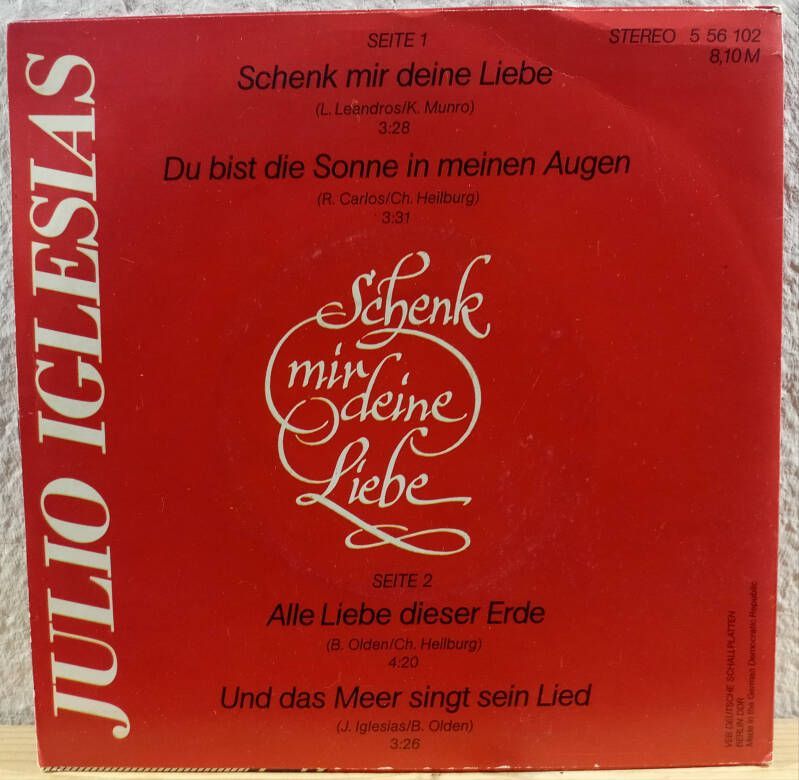 JULIO IGLESIAS
STEREO 5 56 102
8,10 M
SEITE 1
Schenk mir deine Liebe
(L. Leandros/K. Munro)
3:28
Du bist die Sonne in meinen Augen
(R. Carlos/Ch. Heilburg)
3:31
Schenk
mir
deine
Liebe
SEITE 2
Alle Liebe dieser Erde
(B. Olden/Ch. Heilburg)
4:20
Und das Meer singt sein Lied
(J. Iglesias/B. Olden)
3:26
VEB DEUTSCHE SCHALLPLATTEN
BERLIN DDR
Made in the German Democratic Republic